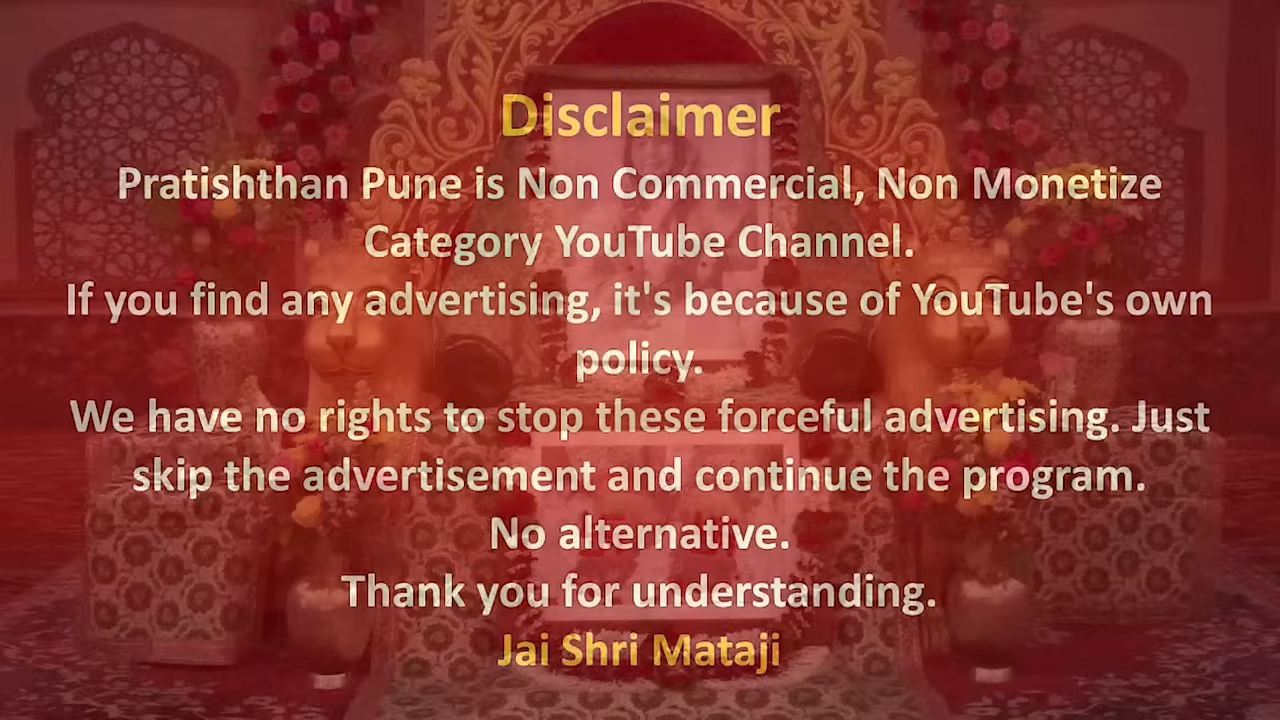 Disclaimer
Pratishthan Pune is Non Commercial, Non Monetize
Category YouTube Channel.
If you find any advertising, it's because of YouTube's own
policy.
We have no rights to stop these forceful advertising. Just
skip the advertisement and continue the program.
No alternative.
Thank you for understanding.
Jai Shri Mataji